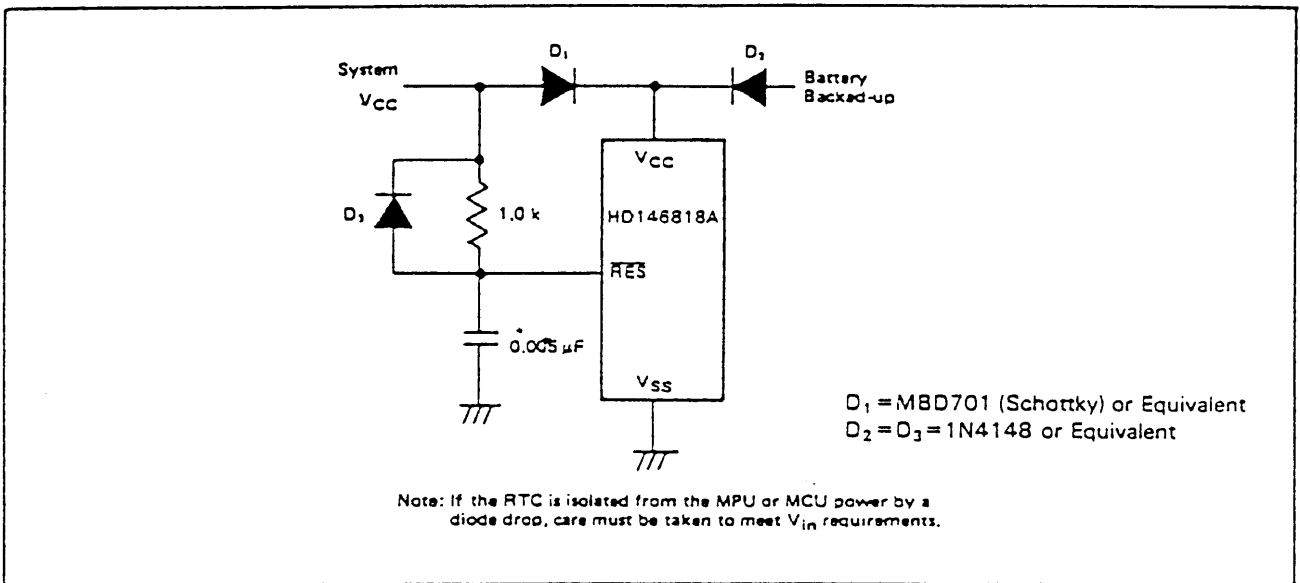 D₁
D₂
System
VCC
Battery
Backed-up
VCC
D₃
1.0 k
HD146818A
RES
0.005 µF
VSS
D₁ = MBD701 (Schottky) or Equivalent
D₂ = D₃ = 1N4148 or Equivalent
Note: If the RTC is isolated from the MPU or MCU power by a
diode drop, care must be taken to meet Vin requirements.